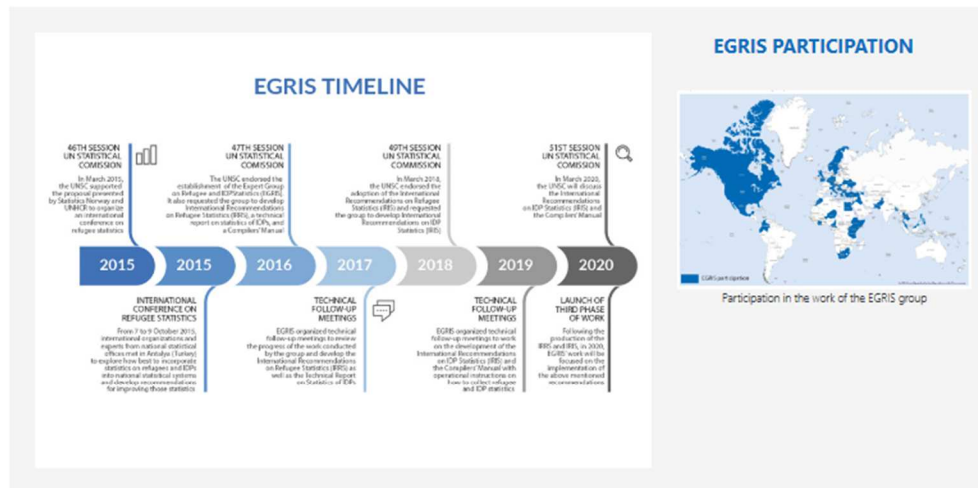 EGRIS TIMELINE
46TH SESSION
UN STATISTICAL
COMISSION
In March 2015,
the UNSC supported
the proposal presented
by Statistics Norway and
UNHCR to organize
an international
conference on
refugee statistics
47TH SESSION
UN STATISTICAL
COMISSION
The UNSC endorsed the
establishment of the Expert Group
on Refugee and IDP Statistics (EGRIS).
It also requested the group to develop
International Recommendations
on Refugee Statistics (IRRS), a technical
report on statistics of IDPs, and
a Compilers' Manual
49TH SESSION
UN STATISTICAL
COMMISSION
In March 2018,
the UNSC endorsed the
adoption of the International
Recommendations on Refugee
Statistics (IRRS) and requested
the group to develop International
Recommendations on IDP
Statistics (IRIS)
51ST SESSION
UN STATISTICAL
COMISSION
In March 2020,
the UNSC will discuss
the International
Recommendations
on IDP Statistics (IRIS) and
the Compilers' Manual
2015
2015
2016
2017
2018
2019
2020
INTERNATIONAL
CONFERENCE ON
REFUGEE STATISTICS
From 7 to 9 October 2015,
international organizations and
experts from national statistical
offices met in Antalya (Turkey)
to explore how best to incorporate
statistics on refugees and IDPs
into national statistical systems
and develop recommendations
for improving those statistics
TECHNICAL
FOLLOW-UP
MEETINGS
EGRIS organized technical
follow-up meetings to review
the progress of the work conducted
by the group and develop the
International Recommendations
on Refugee Statistics (IRRS) as
well as the Technical Report
on Statistics of IDPs
TECHNICAL
FOLLOW-UP
MEETINGS
EGRIS organized technical
follow-up meetings to work
on the development of the
International Recommendations
on IDP Statistics (IRIS) and
the Compilers' Manual with
operational instructions on
how to collect refugee
and IDP statistics
LAUNCH OF
THIRD PHASE
OF WORK
Following the
production of the
IRRS and IRIS, in 2020,
EGRIS' work will be
focused on the
implementation of
the above mentioned
recommendations
EGRIS PARTICIPATION
EGRIS participation
Participation in the work of the EGRIS group